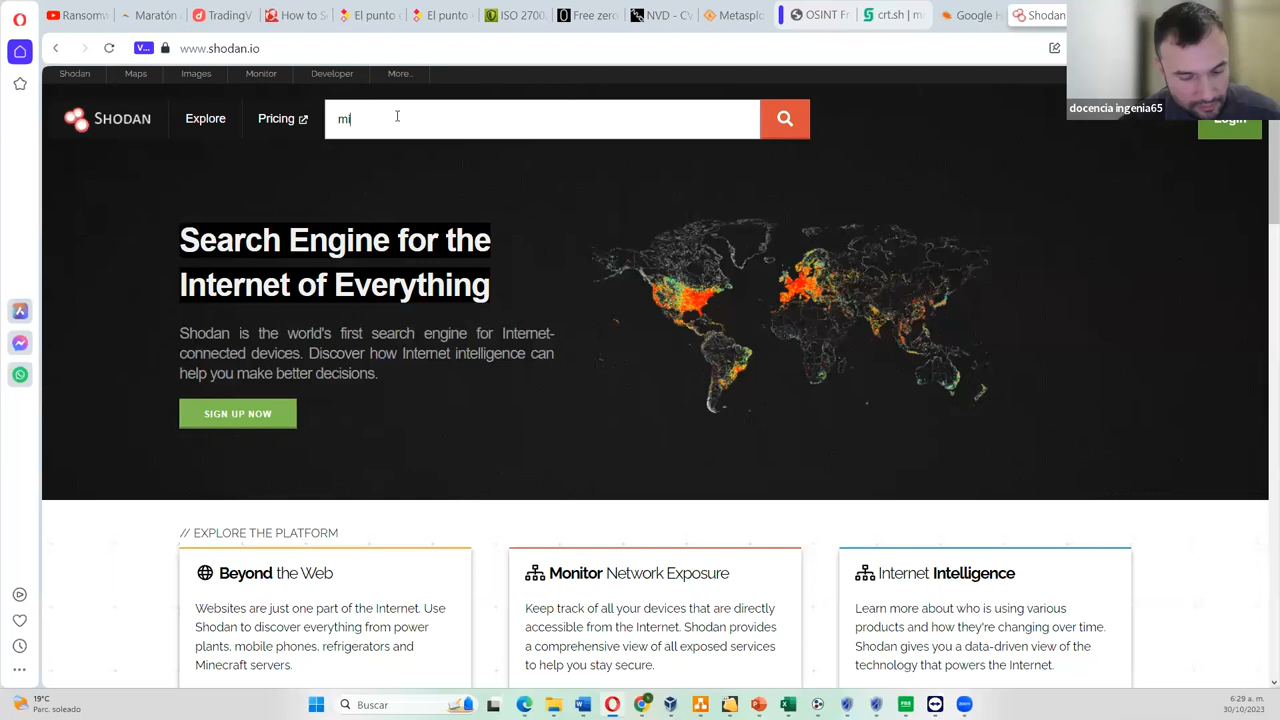 Ransomw
Maratón
TradingV
How to S
El punto
El punto
ISO 2700.
Free zero
NVD - CV
Metasplo
OSINT Fr
crt.sh | m
Google H
Shodan
V...
www.shodan.io
Shodan
Maps
Images
Monitor
Developer
More...
docencia ingenia65
SHODAN
Explore
Pricing
mi
Login
Search Engine for the
Internet of Everything
Shodan is the world's first search engine for Internet-
connected devices. Discover how Internet intelligence can
help you make better decisions.
SIGN UP NOW
// EXPLORE THE PLATFORM
Beyond the Web
Websites are just one part of the Internet. Use
Shodan to discover everything from power
plants, mobile phones, refrigerators and
Minecraft servers.
Monitor Network Exposure
Keep track of all your devices that are directly
accessible from the Internet. Shodan provides
a comprehensive view of all exposed services
to help you stay secure.
Internet Intelligence
Learn more about who is using various
products and how they're changing over time.
Shodan gives you a data-driven view of the
technology that powers the Internet.
19°C
Parc. soleado
Buscar
6:29 a. m.
30/10/2023